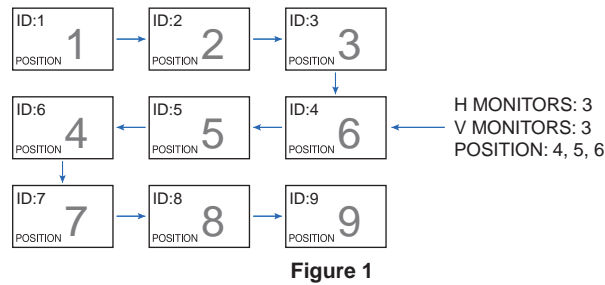 ID:1
POSITION 1
ID:2
POSITION 2
ID:3
POSITION 3
ID:6
POSITION 4
ID:5
POSITION 5
ID:4
POSITION 6
H MONITORS: 3
V MONITORS: 3
POSITION: 4, 5, 6
ID:7
POSITION 7
ID:8
POSITION 8
ID:9
POSITION 9
Figure 1